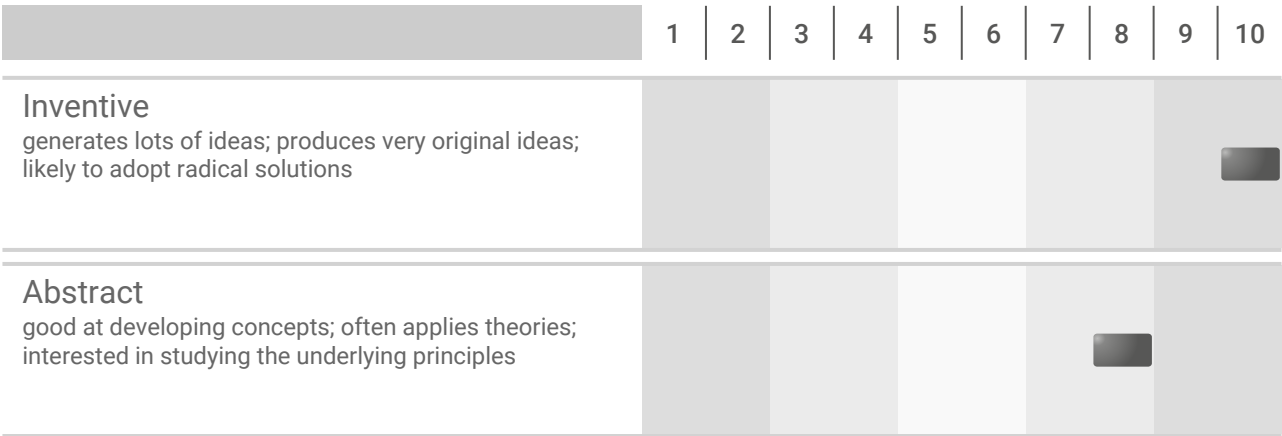 1 2 3 4 5 6 7 8 9 10
Inventive
generates lots of ideas; produces very original ideas;
likely to adopt radical solutions
Abstract
good at developing concepts; often applies theories;
interested in studying the underlying principles